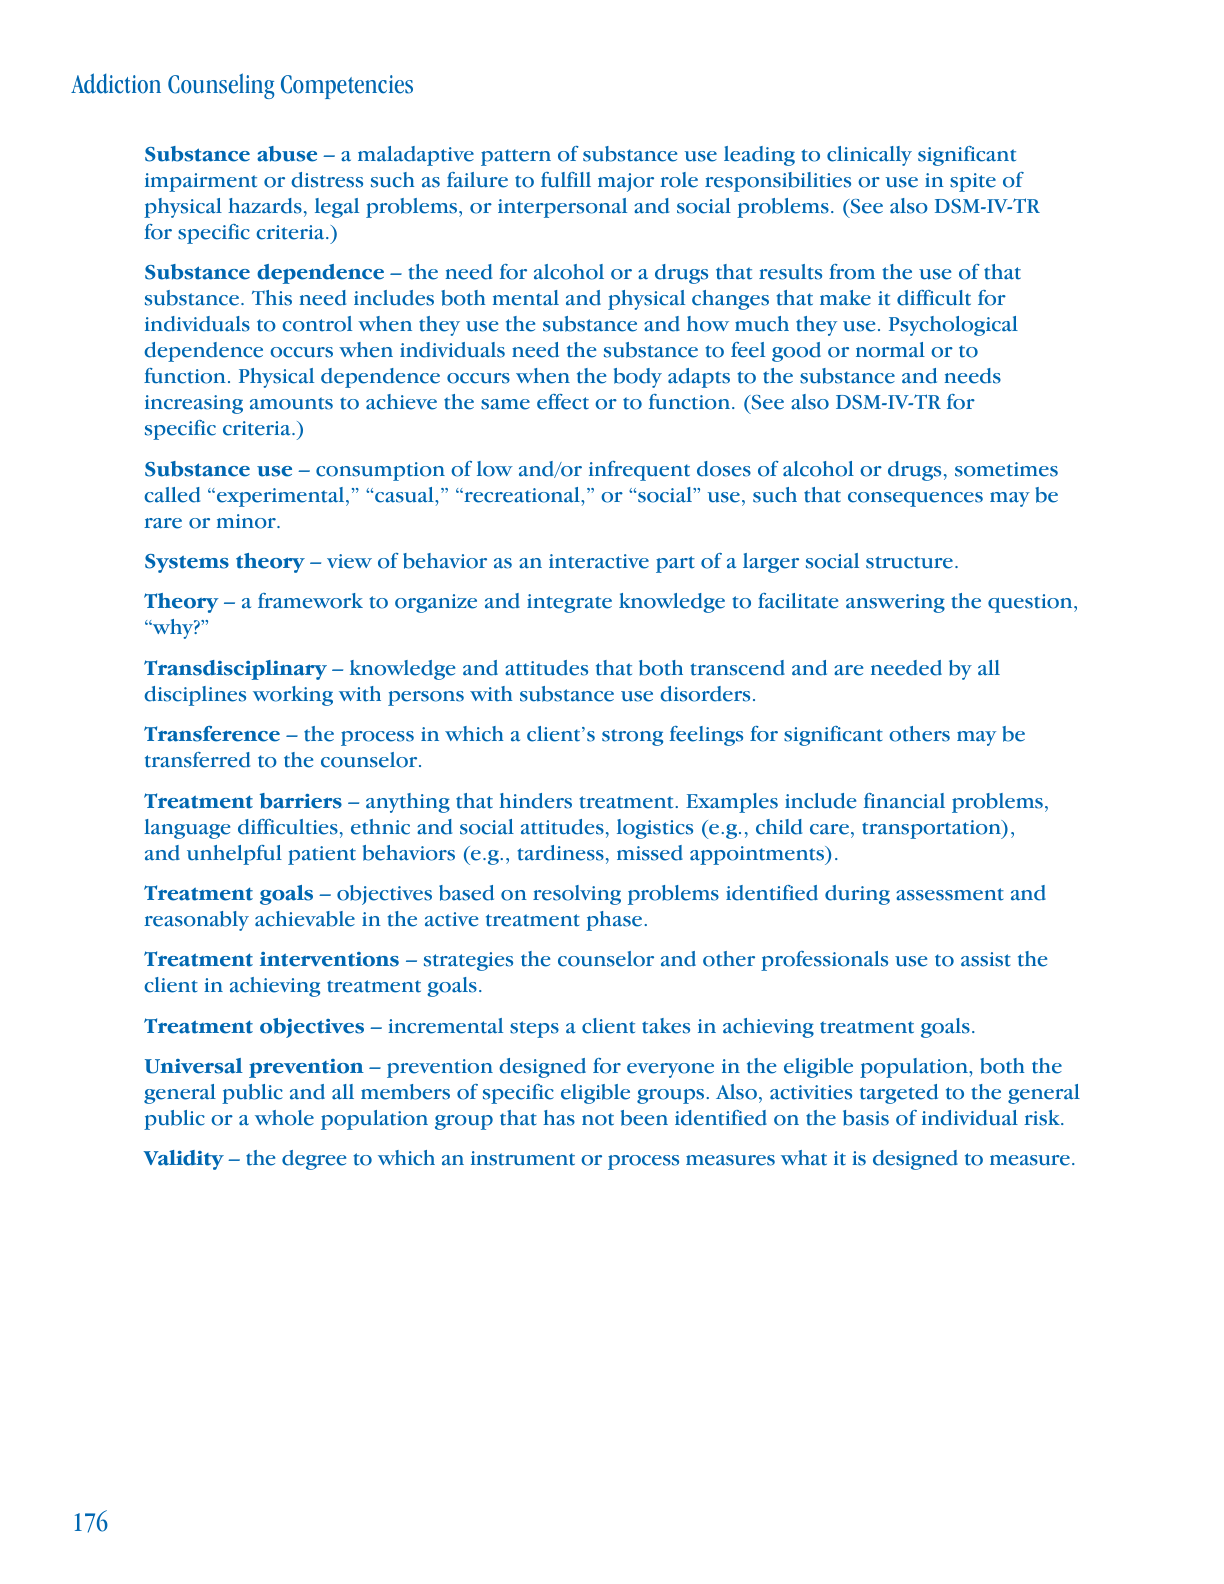 Addiction Counseling Competencies
Substance abuse – a maladaptive pattern of substance use leading to clinically significant
impairment or distress such as failure to fulfill major role responsibilities or use in spite of
physical hazards, legal problems, or interpersonal and social problems. (See also DSM-IV-TR
for specific criteria.)
Substance dependence – the need for alcohol or a drugs that results from the use of that
substance. This need includes both mental and physical changes that make it difficult for
individuals to control when they use the substance and how much they use. Psychological
dependence occurs when individuals need the substance to feel good or normal or to
function. Physical dependence occurs when the body adapts to the substance and needs
increasing amounts to achieve the same effect or to function. (See also DSM-IV-TR for
specific criteria.)
Substance use – consumption of low and/or infrequent doses of alcohol or drugs, sometimes
called “experimental,” “casual,” “recreational,” or “social” use, such that consequences may be
rare or minor.
Systems theory – view of behavior as an interactive part of a larger social structure.
Theory – a framework to organize and integrate knowledge to facilitate answering the question,
“why?”
Transdisciplinary – knowledge and attitudes that both transcend and are needed by all
disciplines working with persons with substance use disorders.
Transference – the process in which a client’s strong feelings for significant others may be
transferred to the counselor.
Treatment barriers – anything that hinders treatment. Examples include financial problems,
language difficulties, ethnic and social attitudes, logistics (e.g., child care, transportation),
and unhelpful patient behaviors (e.g., tardiness, missed appointments).
Treatment goals – objectives based on resolving problems identified during assessment and
reasonably achievable in the active treatment phase.
Treatment interventions – strategies the counselor and other professionals use to assist the
client in achieving treatment goals.
Treatment objectives – incremental steps a client takes in achieving treatment goals.
Universal prevention – prevention designed for everyone in the eligible population, both the
general public and all members of specific eligible groups. Also, activities targeted to the general
public or a whole population group that has not been identified on the basis of individual risk.
Validity – the degree to which an instrument or process measures what it is designed to measure.
176